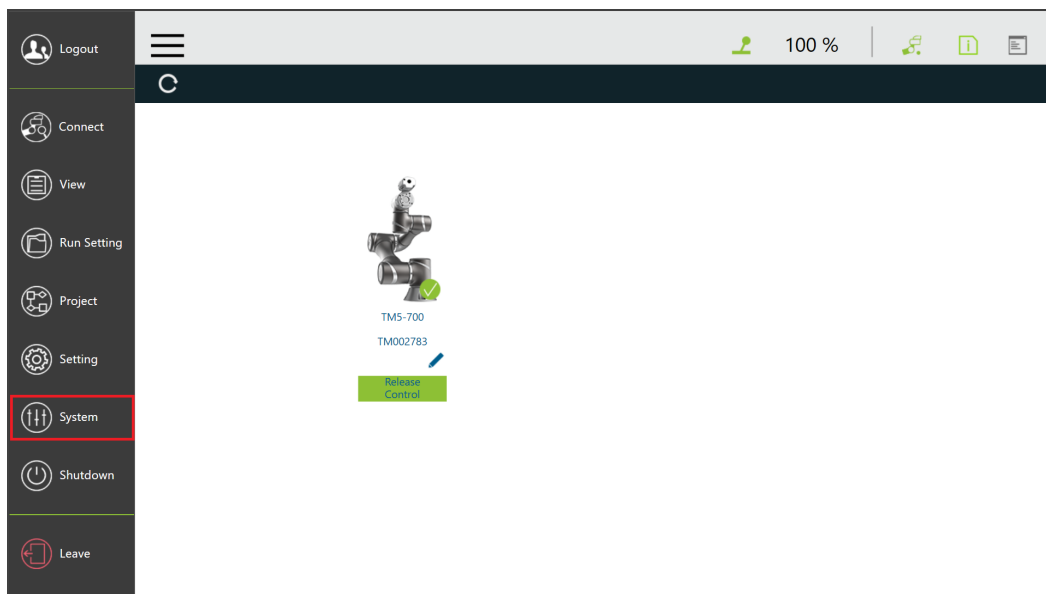 Logout
100 %
Connect
View
Run Setting
Project
Setting
System
Shutdown
Leave
TM5-700
TM002783
Release
Control